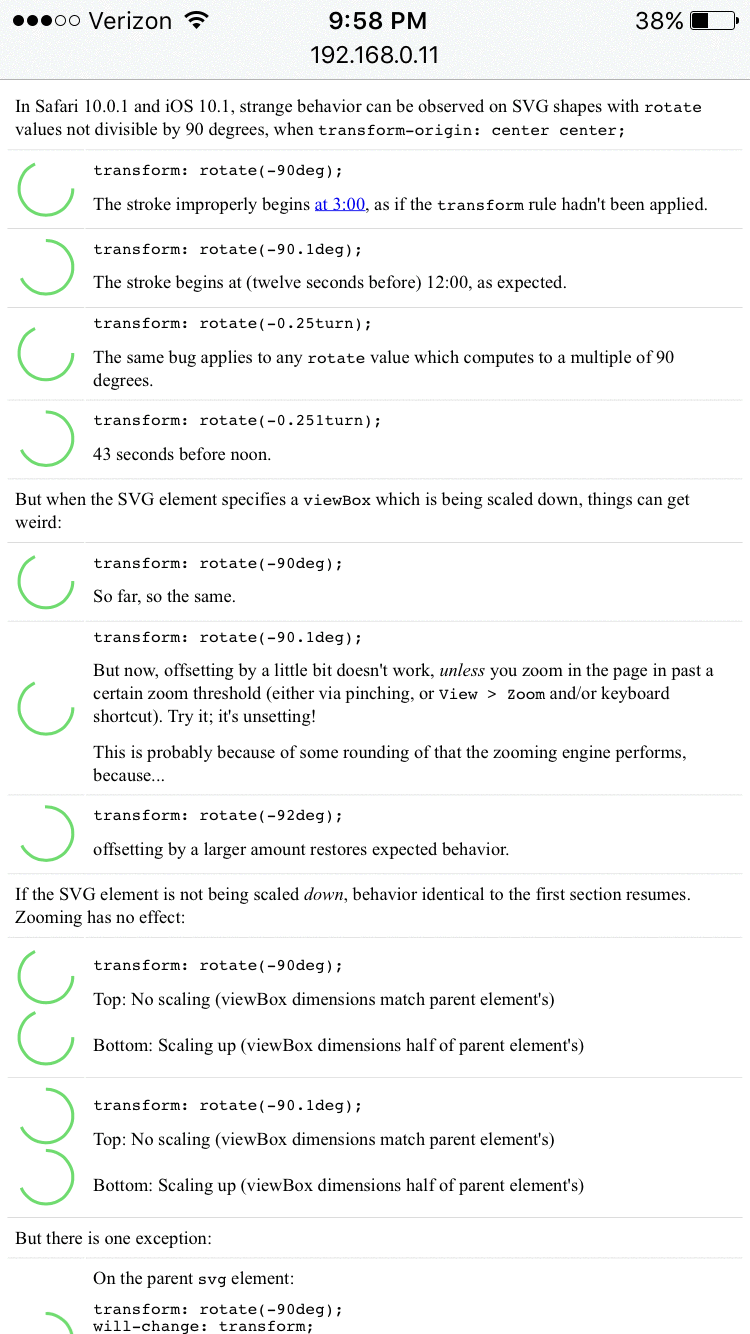 Verizon 9:58 PM 38%
192.168.0.11
In Safari 10.0.1 and iOS 10.1, strange behavior can be observed on SVG shapes with rotate
values not divisible by 90 degrees, when transform-origin: center center;
transform: rotate(-90deg);
The stroke improperly begins at 3:00, as if the transform rule hadn't been applied.
transform: rotate(-90.1deg);
The stroke begins at (twelve seconds before) 12:00, as expected.
transform: rotate(-0.25turn);
The same bug applies to any rotate value which computes to a multiple of 90
degrees.
transform: rotate(-0.251turn);
43 seconds before noon.
But when the SVG element specifies a viewBox which is being scaled down, things can get
weird:
transform: rotate(-90deg);
So far, so the same.
transform: rotate(-90.1deg);
But now, offsetting by a little bit doesn't work, unless you zoom in the page in past a
certain zoom threshold (either via pinching, or View > Zoom and/or keyboard
shortcut). Try it; it's unsetting!
This is probably because of some rounding of that the zooming engine performs,
because...
transform: rotate(-92deg);
offsetting by a larger amount restores expected behavior.
If the SVG element is not being scaled down, behavior identical to the first section resumes.
Zooming has no effect:
transform: rotate(-90deg);
Top: No scaling (viewBox dimensions match parent element's)
Bottom: Scaling up (viewBox dimensions half of parent element's)
transform: rotate(-90.1deg);
Top: No scaling (viewBox dimensions match parent element's)
Bottom: Scaling up (viewBox dimensions half of parent element's)
But there is one exception:
On the parent svg element:
transform: rotate(-90deg);
will-change: transform;